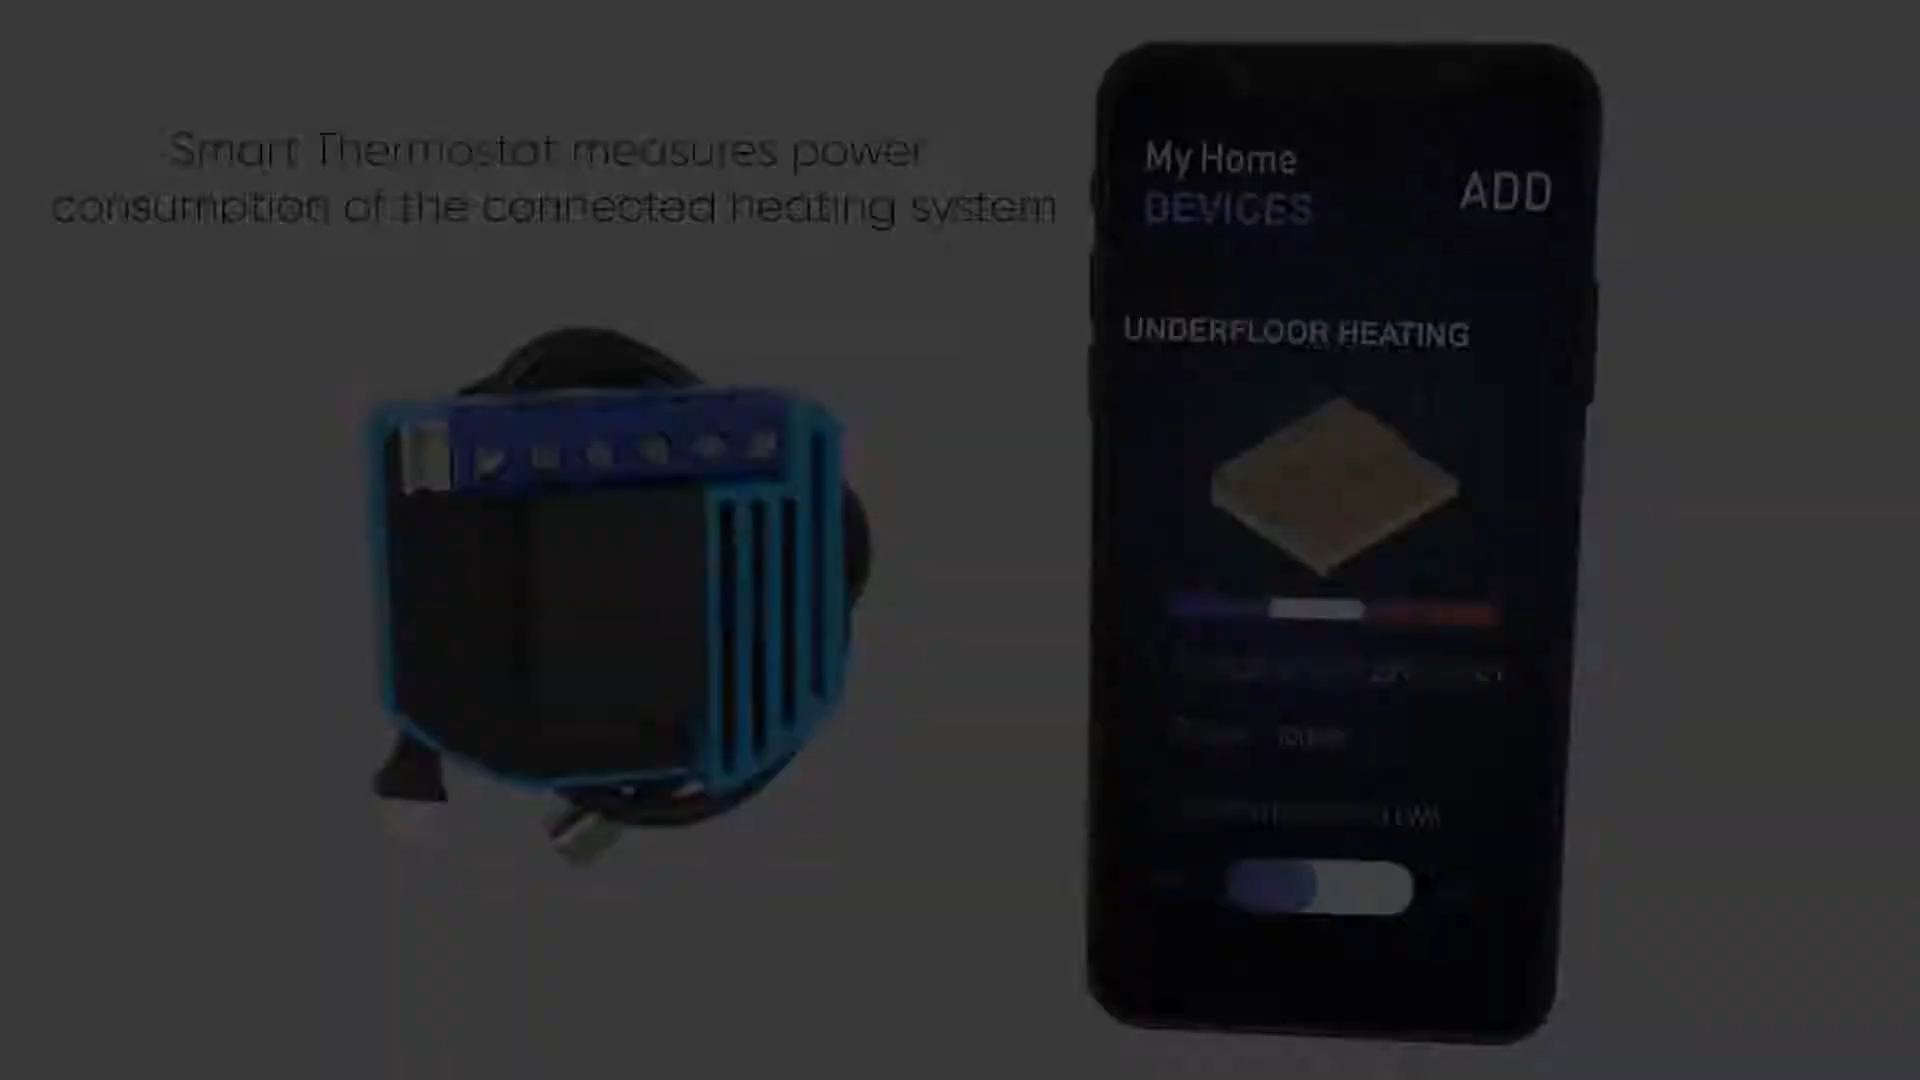 Smart Thermostat measures power
consumption of the connected heating system
My Home
DEVICES
ADD
UNDERFLOOR HEATING